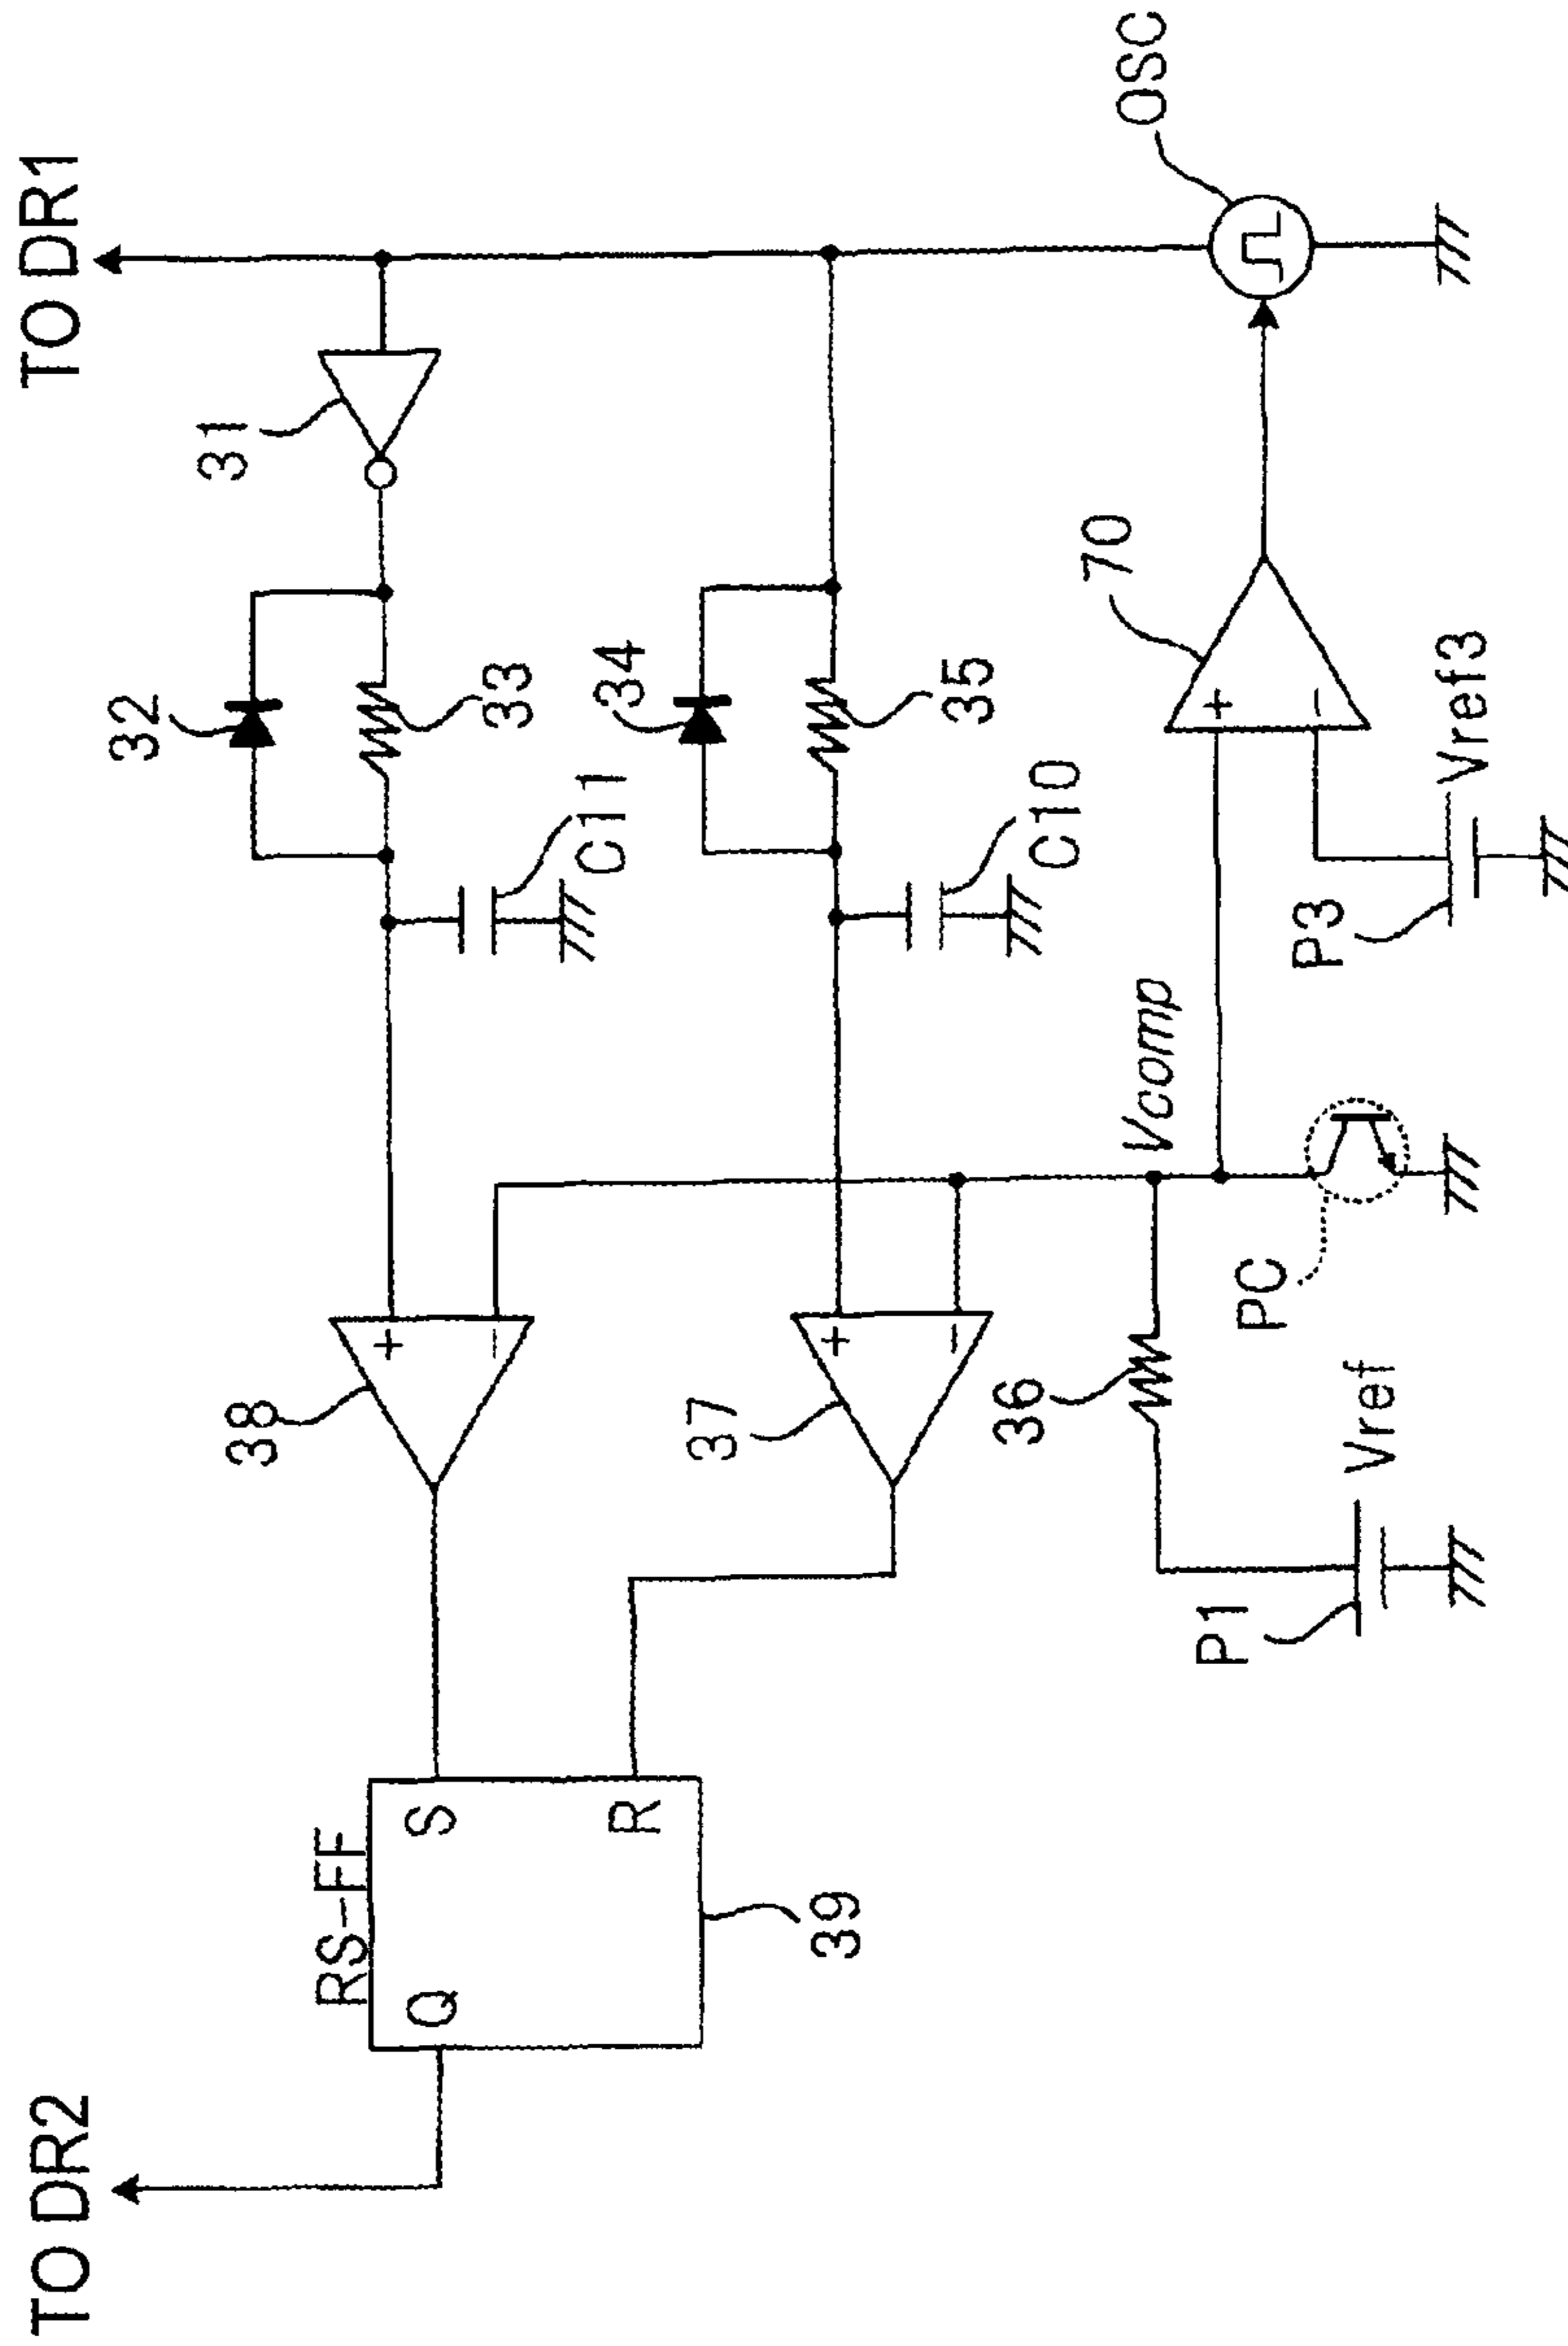 TO DR1
OSC
31
32
33
34
35
C11
C10
70
+
−
Vref3
P3
Vcomp
38
+
−
37
+
−
36
PC
Vref
P1
RS-FF
S
R
Q
39
TO DR2